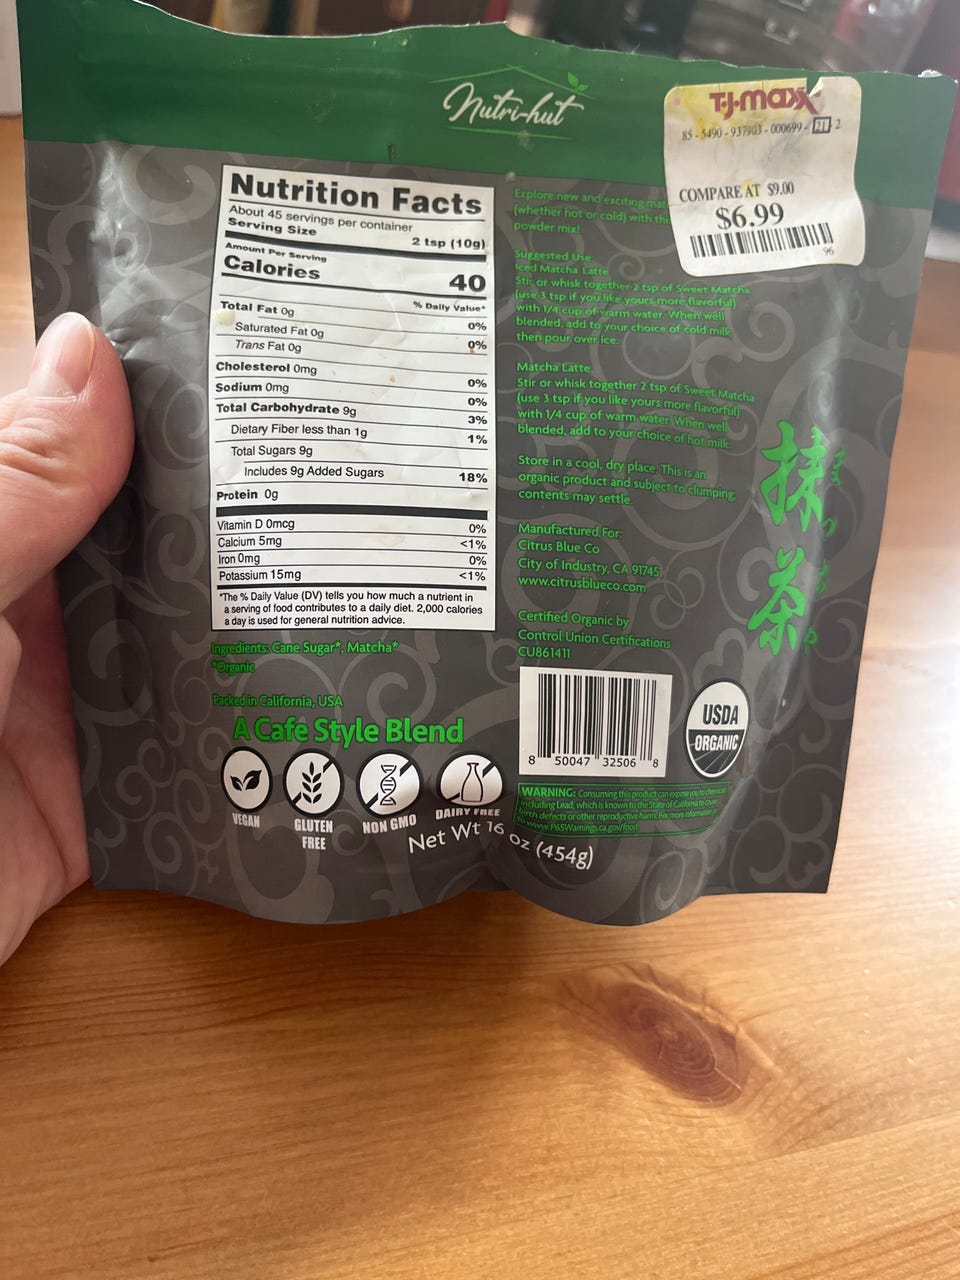 Nutri-hut
T.J.maxx
85-5490-937903-000699-21-2
COMPARE AT $9.00
$6.99
96
Nutrition Facts
About 45 servings per container
Serving Size 2 tsp (10g)
Amount Per Serving
Calories 40
% Daily Value*
Total Fat 0g 0%
Saturated Fat 0g 0%
Trans Fat 0g
Cholesterol 0mg 0%
Sodium 0mg 0%
Total Carbohydrate 9g 3%
Dietary Fiber less than 1g 1%
Total Sugars 9g
Includes 9g Added Sugars 18%
Protein 0g
Vitamin D 0mcg 0%
Calcium 5mg <1%
Iron 0mg 0%
Potassium 15mg <1%
*The % Daily Value (DV) tells you how much a nutrient in
a serving of food contributes to a daily diet. 2,000 calories
a day is used for general nutrition advice.
Ingredients: Cane Sugar*, Matcha*
*Organic
Packed in California, USA
A Cafe Style Blend
VEGAN
GLUTEN
FREE
NON GMO
DAIRY FREE
Net Wt 16 oz (454g)
Explore new and exciting
(whether hot or cold) with
powder mix!
Suggested Use:
Iced Matcha Latte
Stir or whisk together 2 tsp of Sweet Matcha
(use 3 tsp if you like yours more flavorful)
with 1/4 cup of warm water. When well
blended, add to your choice of cold milk
then pour over ice.
Matcha Latte
Stir or whisk together 2 tsp of Sweet Matcha
(use 3 tsp if you like yours more flavorful)
with 1/4 cup of warm water. When well
blended, add to your choice of hot milk.
Store in a cool, dry place. This is an
organic product and subject to clumping,
contents may settle.
Manufactured For:
Citrus Blue Co
City of Industry, CA 91745
www.citrusblueco.com
Certified Organic by
Control Union Certifications
CU861411
抹茶
まっちゃ
8 50047 32506 8
USDA
ORGANIC
WARNING: Consuming this product can expose you to chemicals
including Lead, which is known to the State of California to cause
birth defects or other reproductive harm. For more information
to www.P65Warnings.ca.gov/food